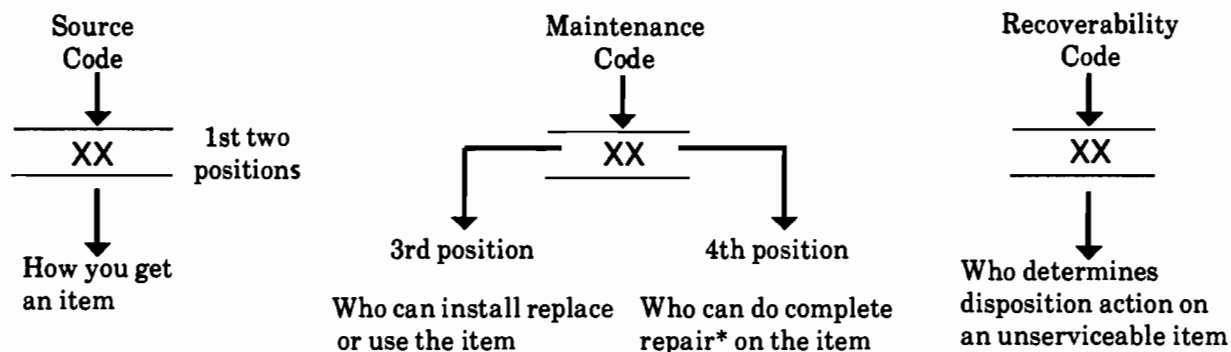 Source
Code
XX
1st two
positions
How you get
an item
Maintenance
Code
XX
3rd position
Who can install replace
or use the item
4th position
Who can do complete
repair* on the item
Recoverability
Code
XX
Who determines
disposition action on
an unserviceable item